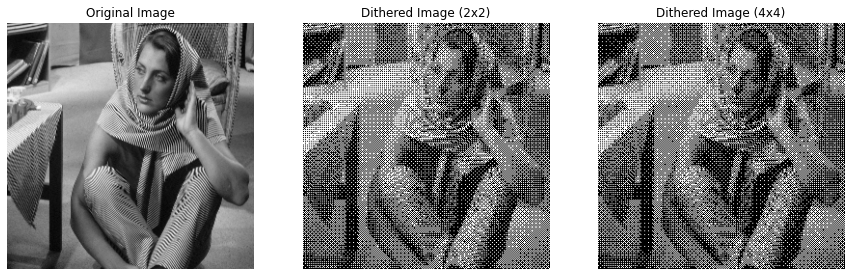 Original Image
Dithered Image (2x2)
Dithered Image (4x4)